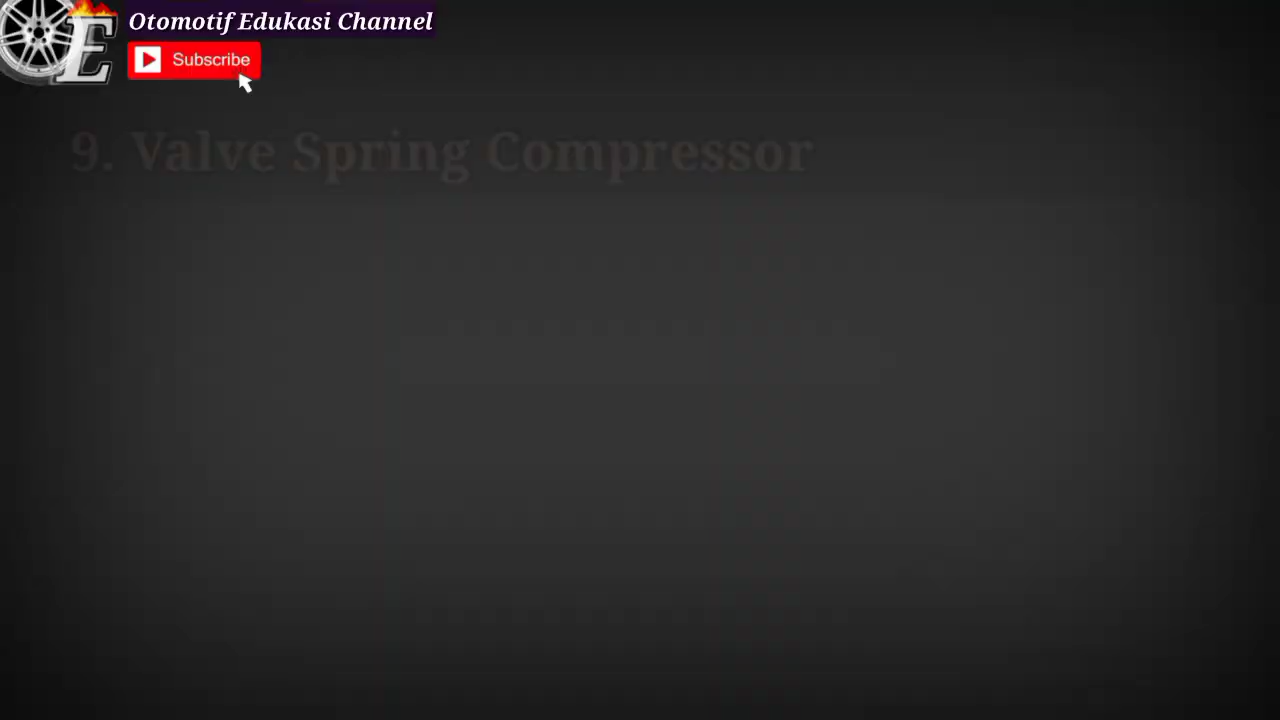 Otomotif Edukasi Channel
E
Subscribe
9. Valve Spring Compressor